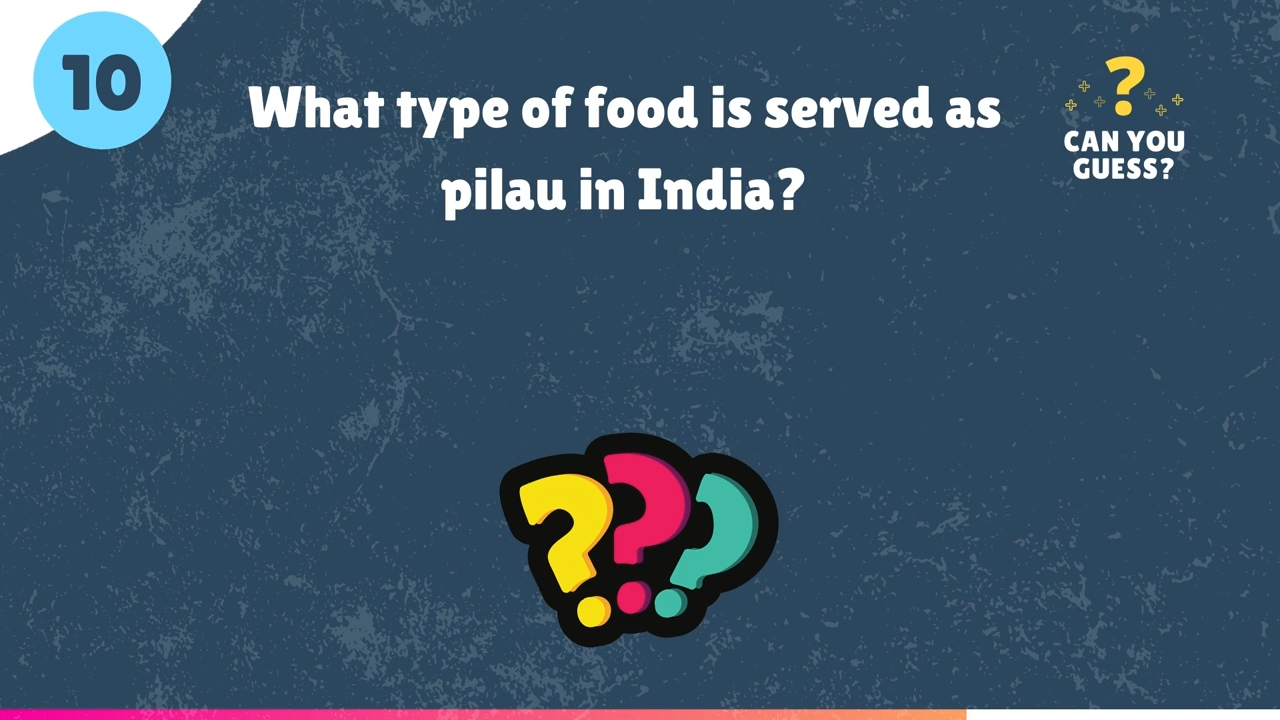 10
What type of food is served as
pilau in India?
?
CAN YOU
GUESS?
???